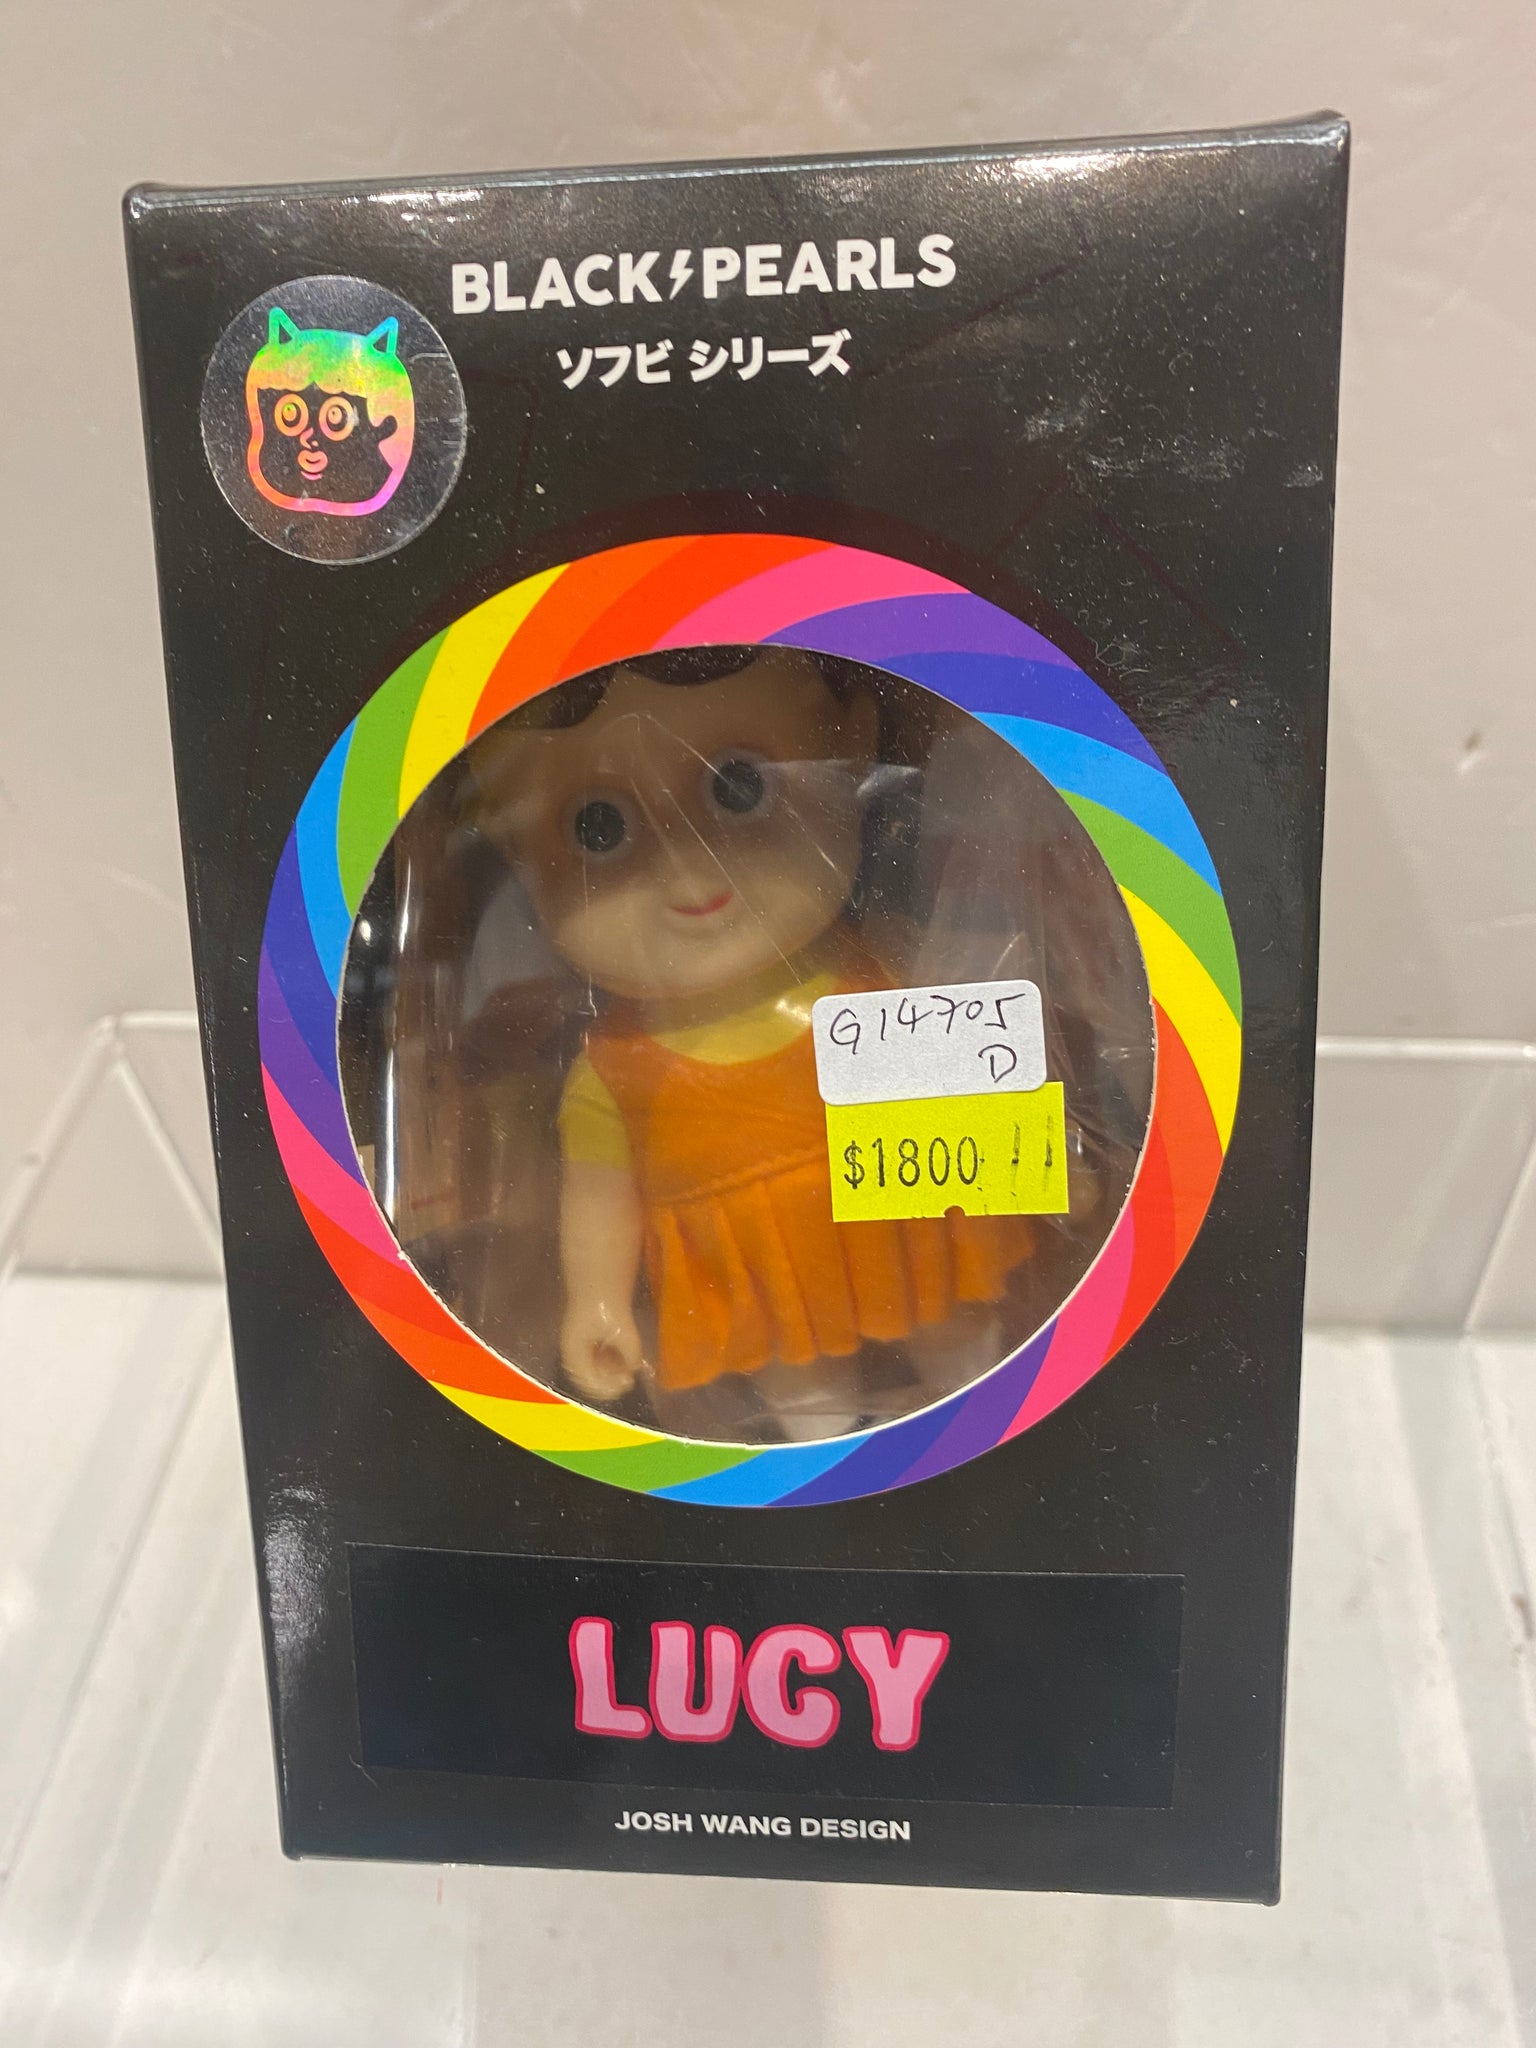 BLACK⚡PEARLS
ソフビ シリーズ
G14705
D
$1800
LUCY
JOSH WANG DESIGN